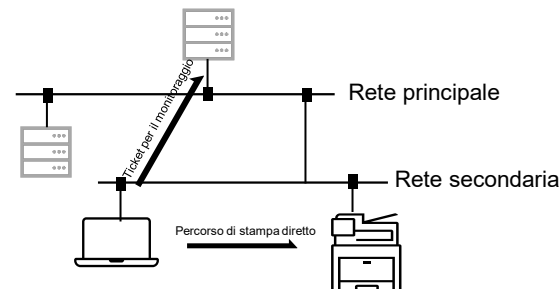 Ticket per il monitoraggio
Rete principale
Rete secondaria
Percorso di stampa diretto